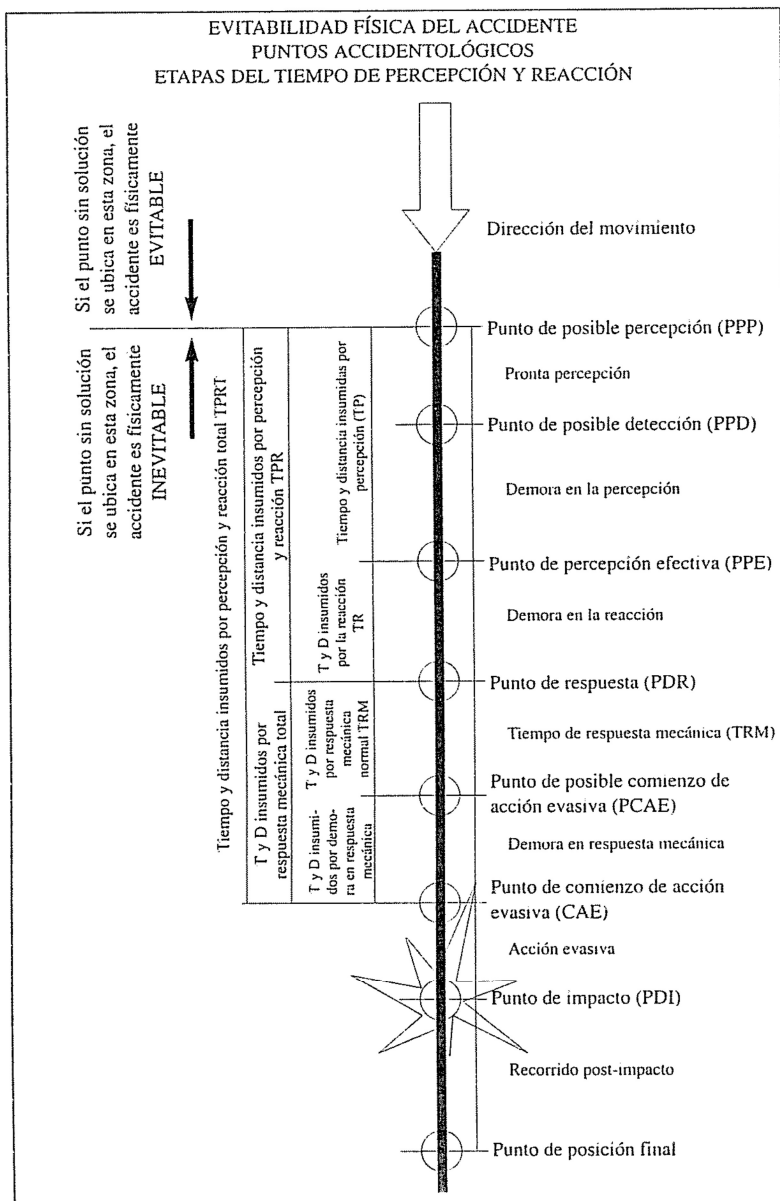 EVITABILIDAD FÍSICA DEL ACCIDENTE
PUNTOS ACCIDENTOLÓGICOS
ETAPAS DEL TIEMPO DE PERCEPCIÓN Y REACCIÓN
Si el punto sin solución
se ubica en esta zona, el
accidente es físicamente
EVITABLE
Si el punto sin solución
se ubica en esta zona, el
accidente es físicamente
INEVITABLE
Tiempo y distancia insumidos por percepción y reacción total TPRT
Tiempo y distancia insumidos por percepción
y reacción TPR
Tiempo y distancia insumidas por
percepción (TP)
T y D insumidos
por la reacción
TR
T y D insumidos por
respuesta mecánica total
T y D insumidos
por respuesta
mecánica
normal TRM
T y D insumi-
dos por demo-
ra en respuesta
mecánica
Dirección del movimiento
Punto de posible percepción (PPP)
Pronta percepción
Punto de posible detección (PPD)
Demora en la percepción
Punto de percepción efectiva (PPE)
Demora en la reacción
Punto de respuesta (PDR)
Tiempo de respuesta mecánica (TRM)
Punto de posible comienzo de
acción evasiva (PCAE)
Demora en respuesta mecánica
Punto de comienzo de acción
evasiva (CAE)
Acción evasiva
Punto de impacto (PDI)
Recorrido post-impacto
Punto de posición final